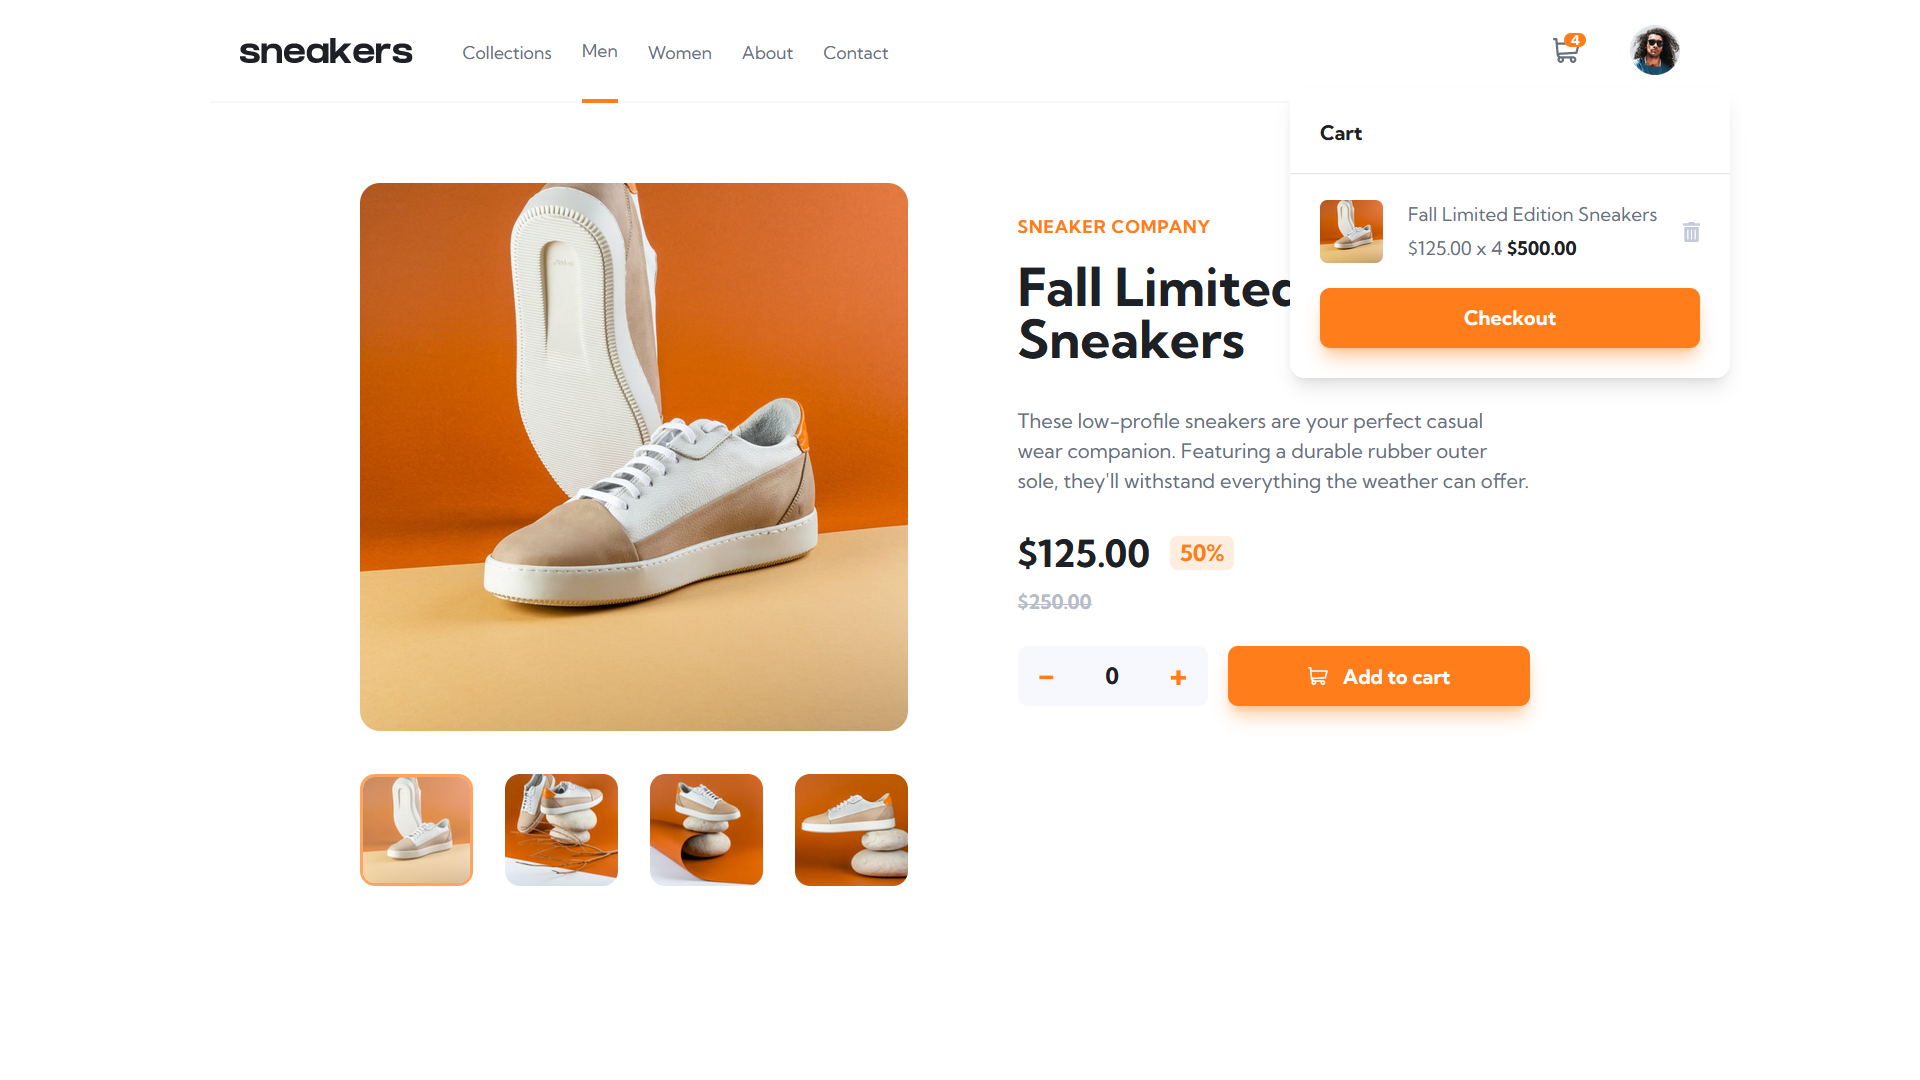 sneakers
Collections Men Women About Contact
4
Cart
Fall Limited Edition Sneakers
$125.00 x 4 $500.00
Checkout
SNEAKER COMPANY
Fall Limited
Sneakers
These low-profile sneakers are your perfect casual
wear companion. Featuring a durable rubber outer
sole, they'll withstand everything the weather can offer.
$125.00 50%
$250.00
0
Add to cart